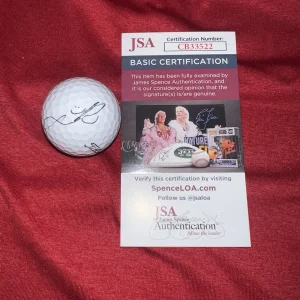 JSA
Certification Number:
CB33522
BASIC CERTIFICATION
This item has been fully examined by
James Spence Authentication, and
it is our considered opinion that the
signature(s) is/are genuine.
Verify this certification by visiting
SpenceLOA.com
Follow us @jsaloa
JSA
James Spence
Authentication